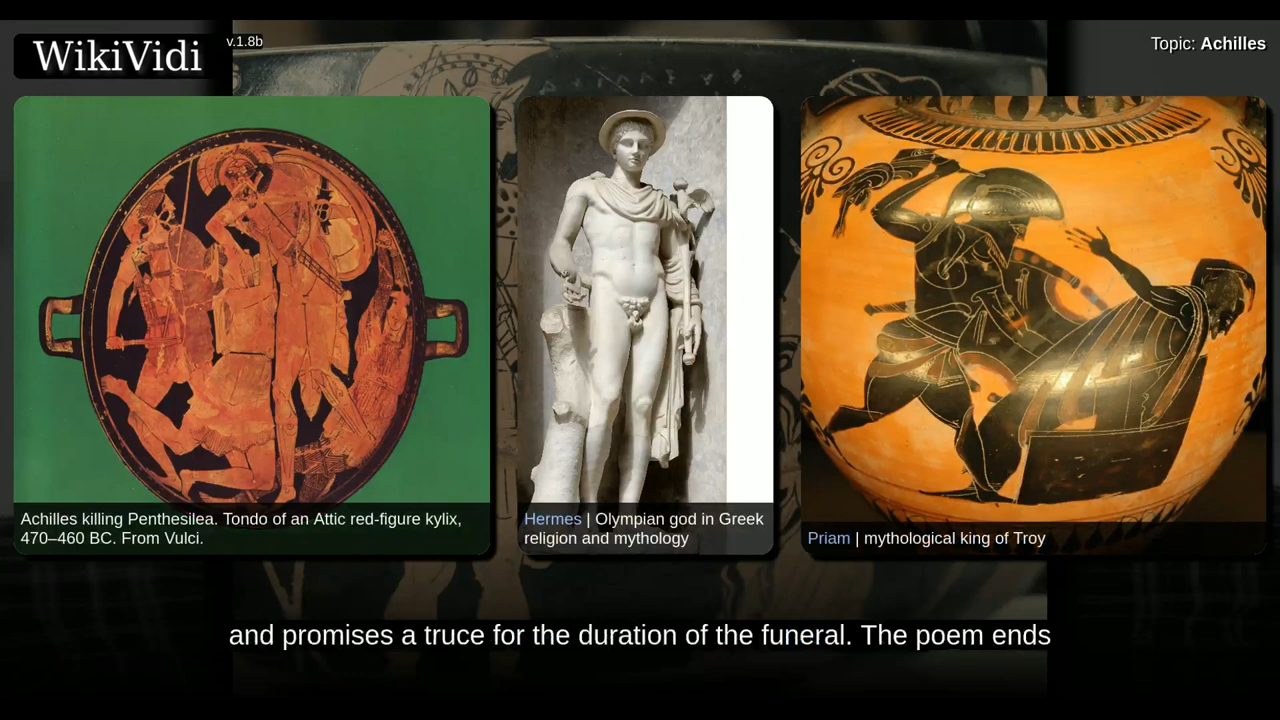 WikiVidi
v.1.8b
Topic: Achilles
Achilles killing Penthesilea. Tondo of an Attic red-figure kylix,
470–460 BC. From Vulci.
Hermes | Olympian god in Greek
religion and mythology
Priam | mythological king of Troy
and promises a truce for the duration of the funeral. The poem ends